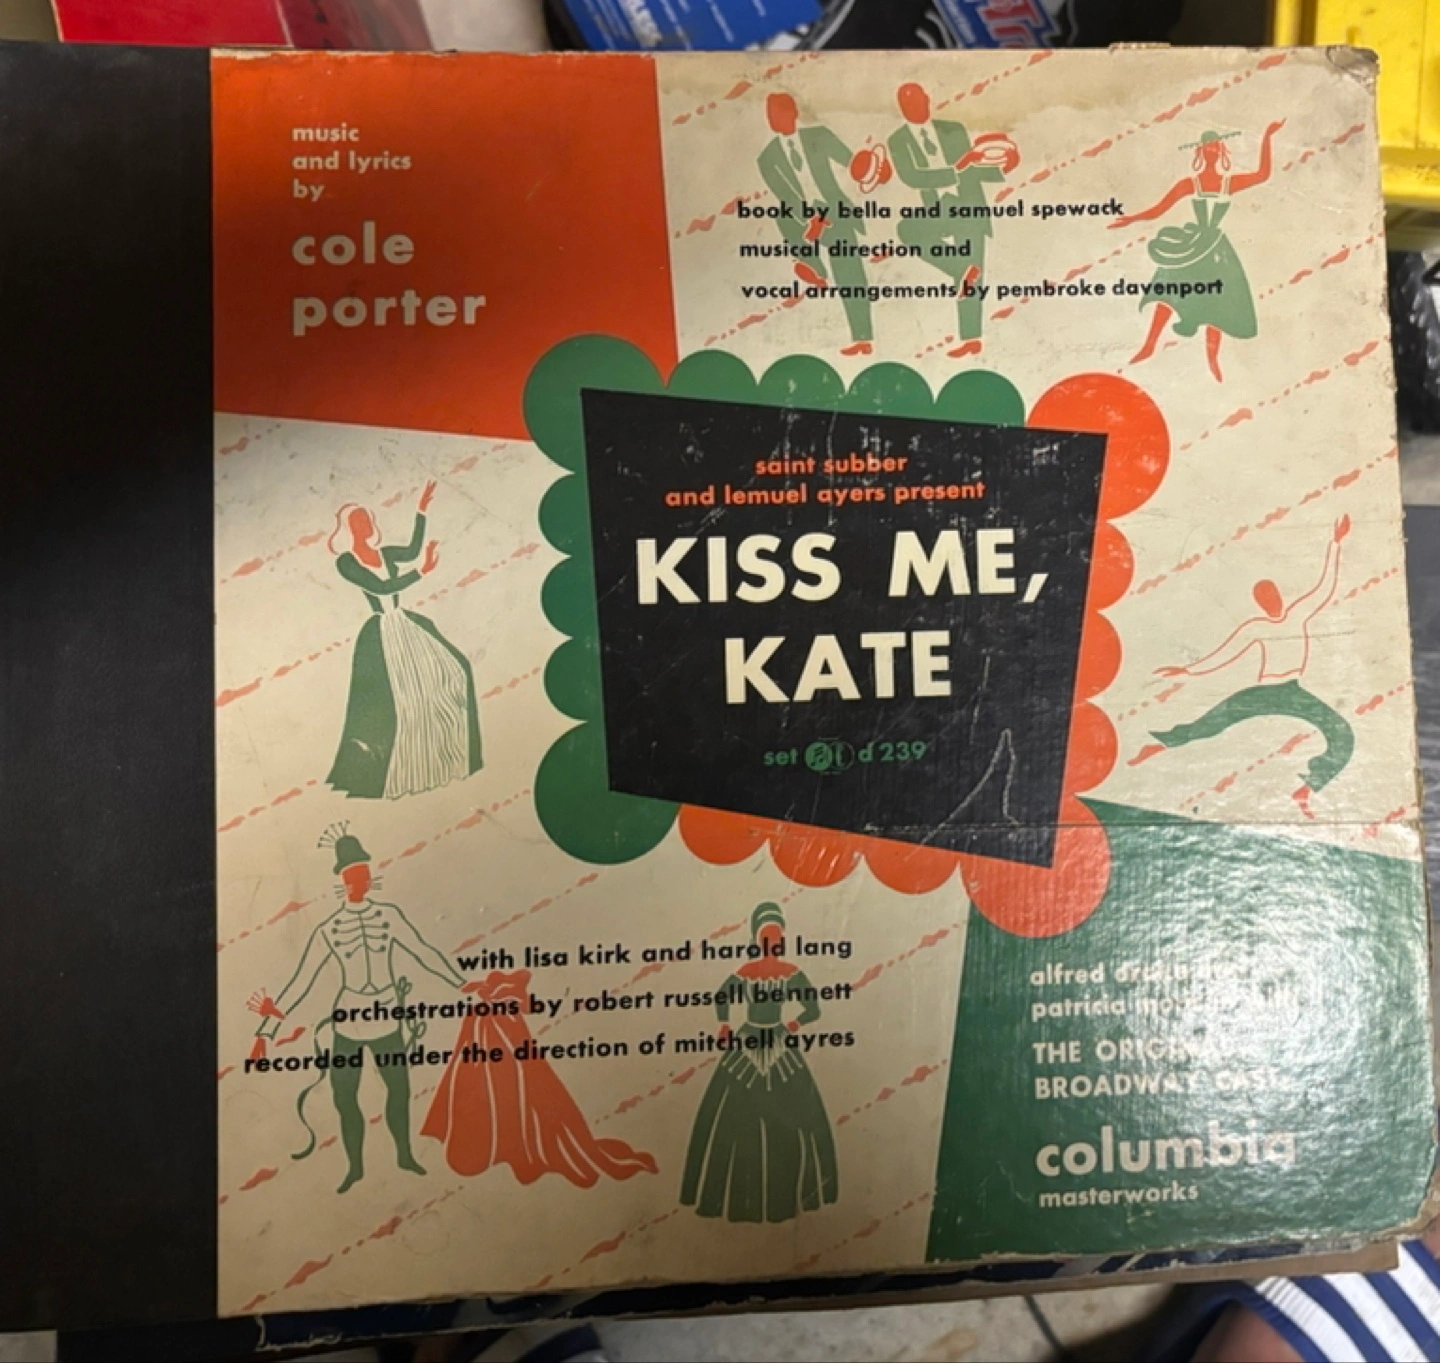 music
and lyrics
by
cole
porter
book by bella and samuel spewack
musical direction and
vocal arrangements by pembroke davenport
saint subber
and lemuel ayers present
KISS ME,
KATE
set d 239
with lisa kirk and harold lang
orchestrations by robert russell bennett
recorded under the direction of mitchell ayres
alfred
patricia
THE ORIGINAL
BROADWAY CAST
columbia
masterworks